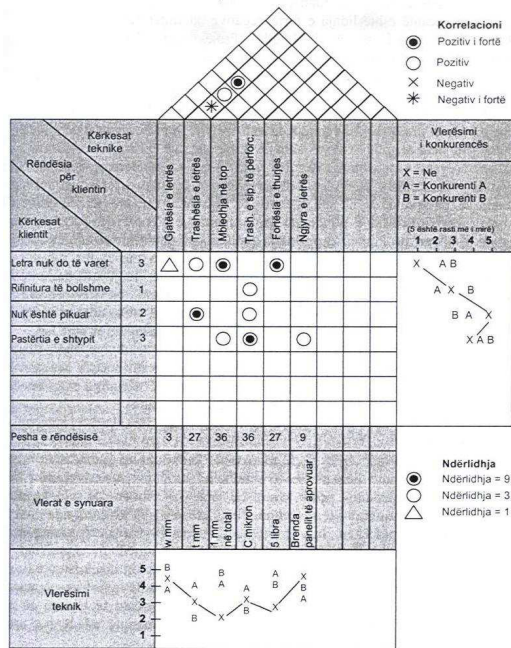 Korrelacioni
Pozitiv i fortë
Pozitiv
Negativ
Negativ i fortë
Kërkesat
teknike
Rëndësia
për
klientin
Kërkesat
klientit
Gjatësia e letrës
Trashësia e letrës
Mbledhja në top
Trash. e sip. të përforc.
Fortësia e thurjes
Ngjyra e letrës
Vlerësimi
i konkurencës
X = Ne
A = Konkurenti A
B = Konkurenti B
(5 është rasti më i mirë)
1 2 3 4 5
Letra nuk do të varet 3
X A B
Rifinitura të bollshme 1
A X B
Nuk është pikuar 2
B A X
Pastërtia e shtypit 3
X A B
Pesha e rëndësisë 3 27 36 36 27 9
Vlerat e synuara
w mm
t mm
1 mm
në total
C mikron
5 libra
Brenda
panelit të aprovuar
Ndërlidhja
Ndërlidhja = 9
Ndërlidhja = 3
Ndërlidhja = 1
Vlerësimi
teknik
5
4
3
2
1
B X A
A X B
B A X
A X B
B A X
X B A